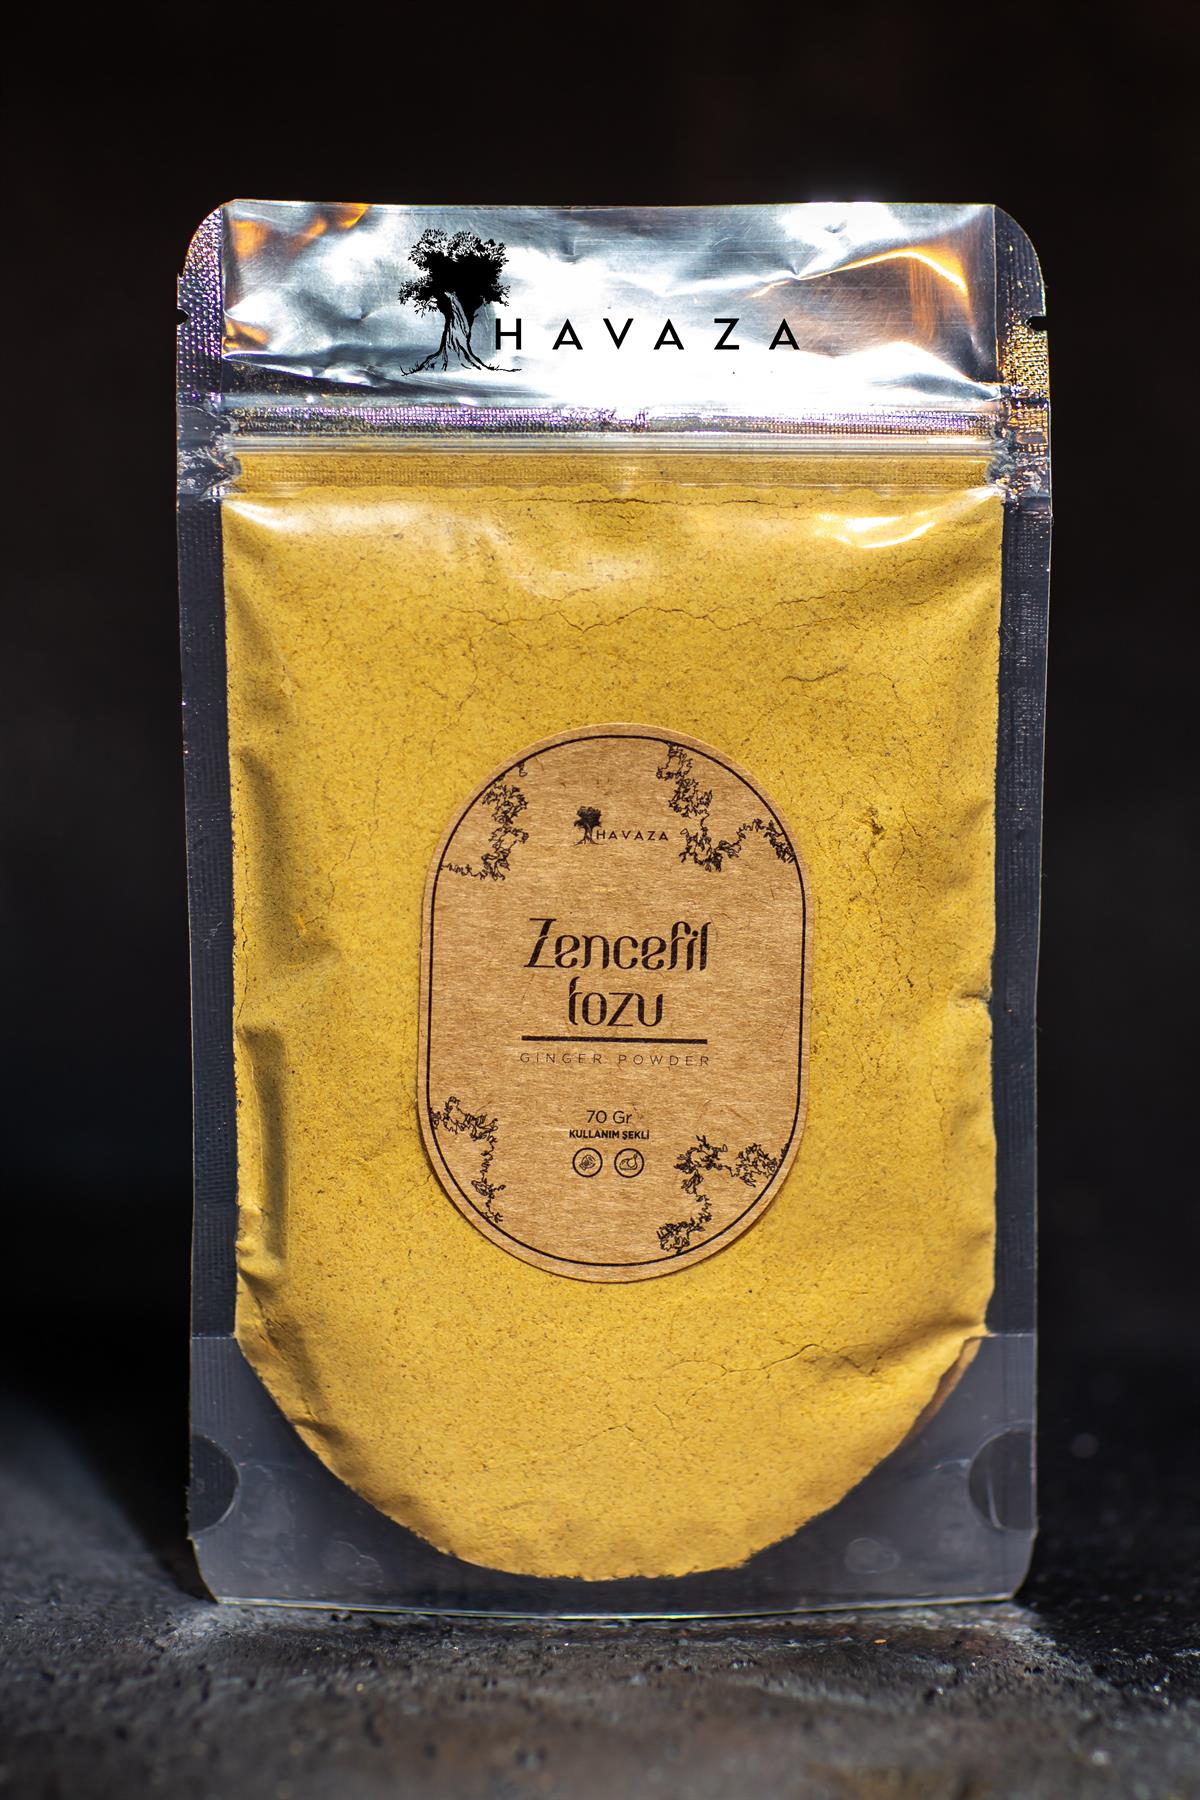 HAVAZA
HAVAZA
Zencefil
Tozu
GINGER POWDER
70 Gr
KULLANIM ŞEKLİ